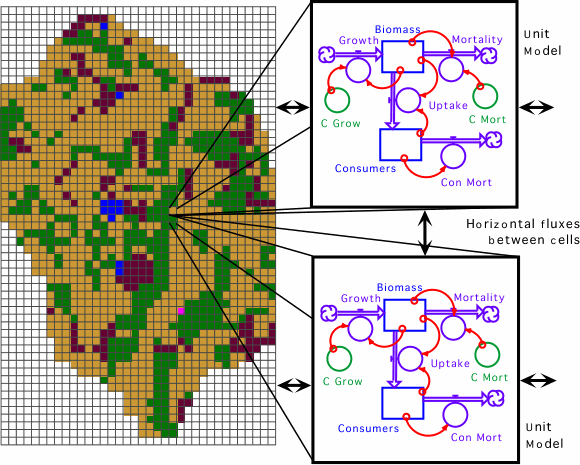 Biomass
Growth
Mortality
Uptake
C Grow
C Mort
Consumers
Con Mort
Unit
Model
Horizontal fluxes
between cells
Biomass
Growth
Mortality
Uptake
C Grow
C Mort
Consumers
Con Mort
Unit
Model